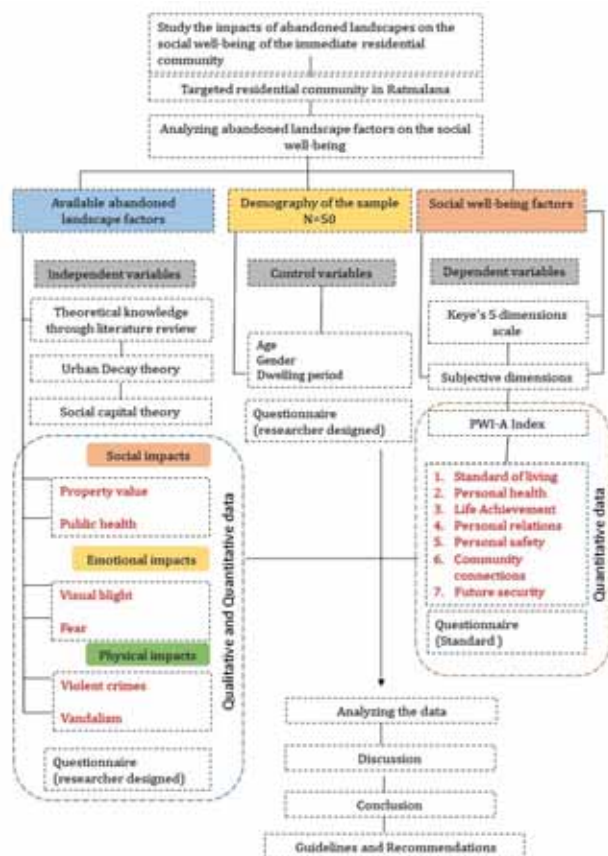 Study the impacts of abandoned landscapes on the
social well-being of the immediate residential
community
Targeted residential community in Ratmalana
Analyzing abandoned landscape factors on the social
well-being
Available abandoned
landscape factors
Independent variables
Theoretical knowledge
through literature review
Urban Decay theory
Social capital theory
Social impacts
Property value
Public health
Emotional impacts
Visual blight
Fear
Physical impacts
Violent crimes
Vandalism
Questionnaire
(researcher designed)
Qualitative and Quantitative data
Demography of the sample
N=50
Control variables
Age
Gender
Dwelling period
Questionnaire
(researcher designed)
Social well-being factors
Dependent variables
Keye's 5 dimensions
scale
Subjective dimensions
PWI-A Index
1. Standard of living
2. Personal health
3. Life Achievement
4. Personal relations
5. Personal safety
6. Community
connections
7. Future security
Questionnaire
(Standard )
Quantitative data
Analyzing the data
Discussion
Conclusion
Guidelines and Recommendations